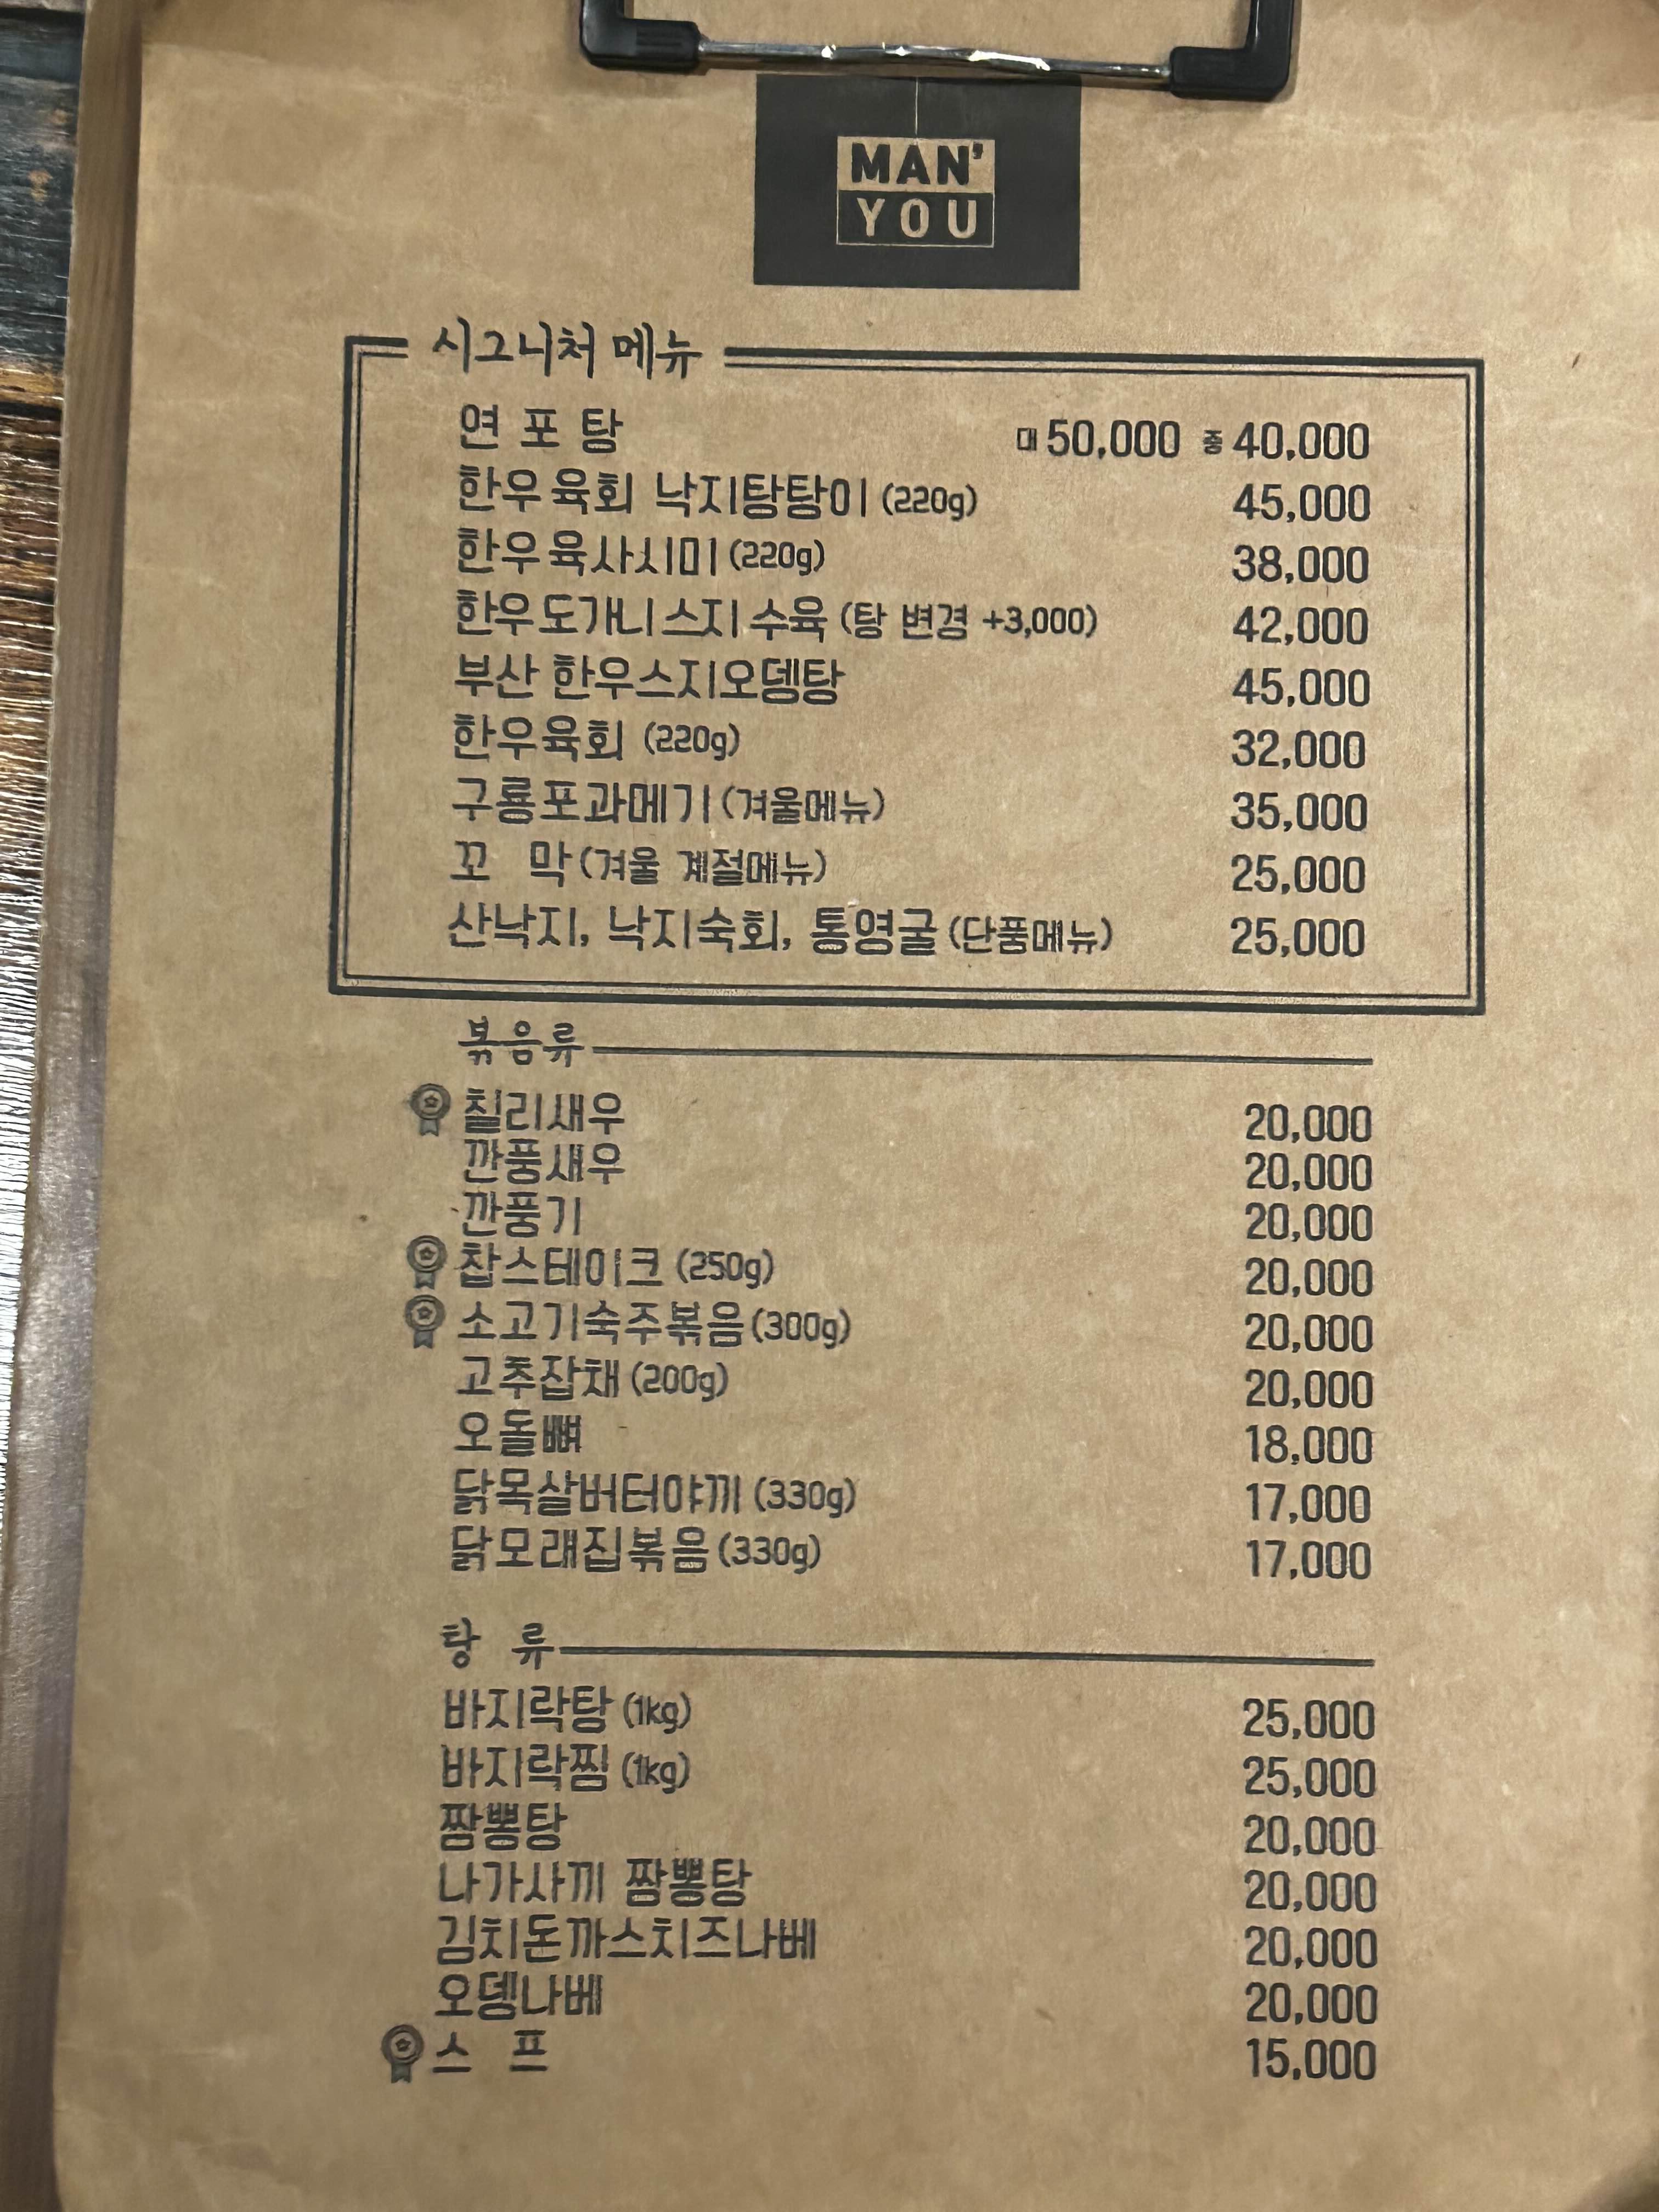 MAN'
YOU
시그니처 메뉴
연 포 탕 대 50,000 중 40,000
한우육회 낙지탕탕이 (220g) 45,000
한우육사시미 (220g) 38,000
한우도가니스지 수육 (탕 변경 +3,000) 42,000
부산 한우스지오뎅탕 45,000
한우육회 (220g) 32,000
구룡포과메기 (겨울메뉴) 35,000
꼬 막 (겨울 계절메뉴) 25,000
산낙지, 낙지숙회, 통영굴 (단품메뉴) 25,000
볶음류
칠리새우 20,000
깐풍새우 20,000
깐풍기 20,000
찹스테이크 (250g) 20,000
소고기숙주볶음 (300g) 20,000
고추잡채 (200g) 20,000
오돌뼈 18,000
닭목살버터야끼 (330g) 17,000
닭모래집볶음 (330g) 17,000
탕 류
바지락탕 (1kg) 25,000
바지락찜 (1kg) 25,000
짬뽕탕 20,000
나가사끼 짬뽕탕 20,000
김치돈까스치즈나베 20,000
오뎅나베 20,000
스 프 15,000